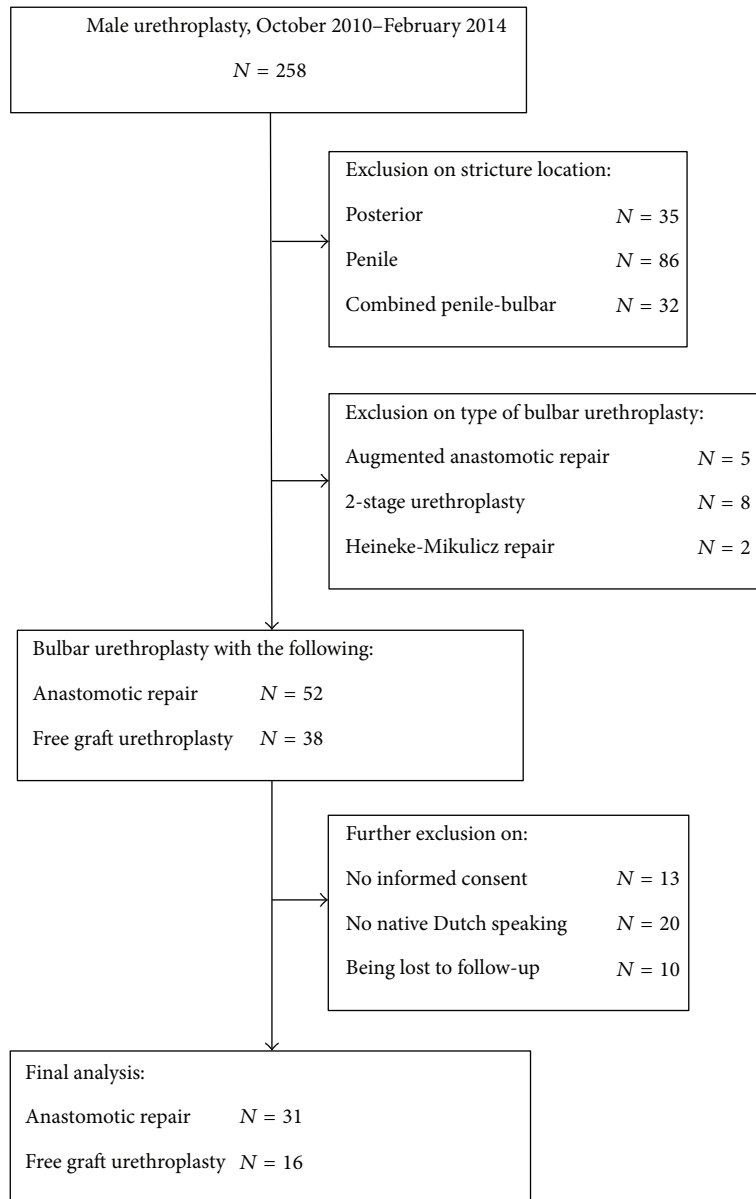 Male urethroplasty, October 2010–February 2014
N = 258
Exclusion on stricture location:
Posterior N = 35
Penile N = 86
Combined penile-bulbar N = 32
Exclusion on type of bulbar urethroplasty:
Augmented anastomotic repair N = 5
2-stage urethroplasty N = 8
Heineke-Mikulicz repair N = 2
Bulbar urethroplasty with the following:
Anastomotic repair N = 52
Free graft urethroplasty N = 38
Further exclusion on:
No informed consent N = 13
No native Dutch speaking N = 20
Being lost to follow-up N = 10
Final analysis:
Anastomotic repair N = 31
Free graft urethroplasty N = 16